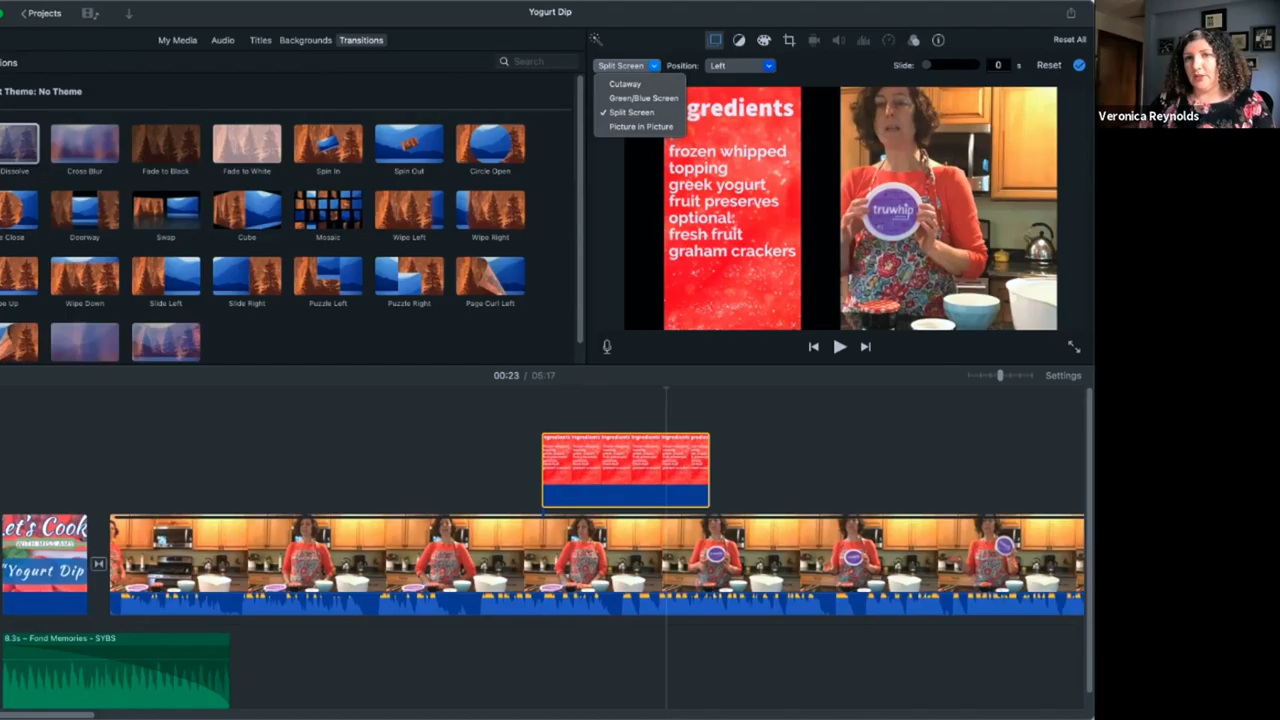 Projects
Yogurt Dip
My Media
Audio
Titles
Backgrounds
Transitions
Reset All
Search
Split Screen
Position:
Left
Slide:
0
s
Reset
Theme: No Theme
Cutaway
Green/Blue Screen
Split Screen
Picture in Picture
Veronica Reynolds
gredients
frozen whipped
topping
greek yogurt
fruit preserves
optional:
fresh fruit
graham crackers
truwhip
Dissolve
Cross Blur
Fade to Black
Fade to White
Spin In
Spin Out
Circle Open
Close
Doorway
Swap
Cube
Mosaic
Wipe Left
Wipe Right
Up
Wipe Down
Slide Left
Slide Right
Puzzle Left
Puzzle Right
Page Curl Left
00:23 / 05:17
Settings
et's Cook
WITH MISS AMY
"Yogurt Dip
8.3s – Fond Memories - SYBS